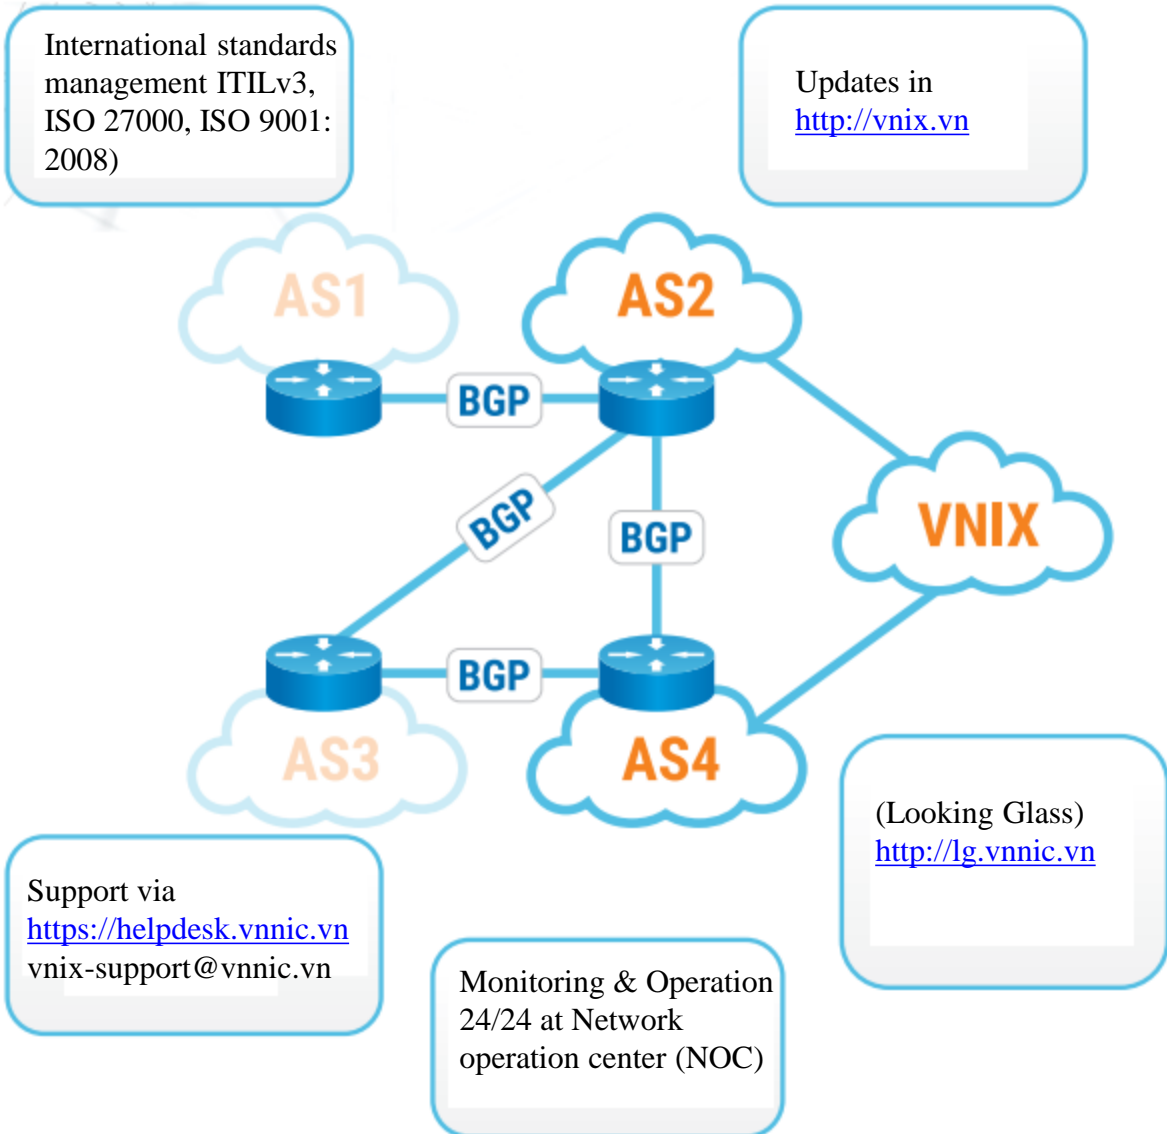 International standards
management ITILv3,
ISO 27000, ISO 9001:
2008)
Updates in
http://vnix.vn
AS1
AS2
BGP
BGP
BGP
VNIX
BGP
AS3
AS4
(Looking Glass)
http://lg.vnnic.vn
Support via
https://helpdesk.vnnic.vn
vnix-support@vnnic.vn
Monitoring & Operation
24/24 at Network
operation center (NOC)